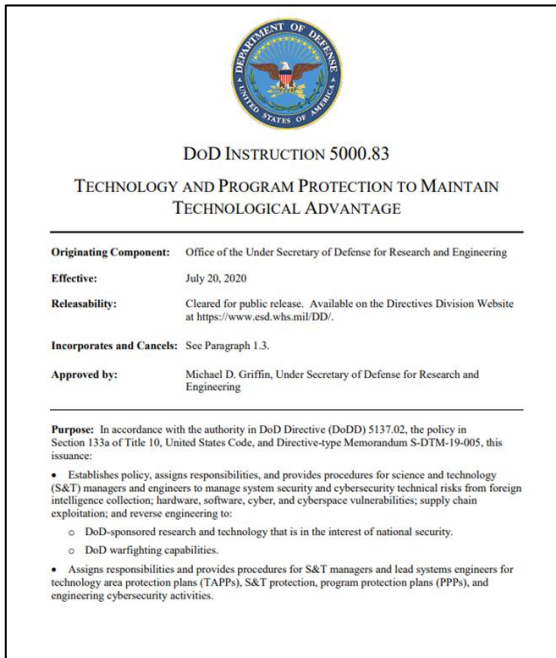 DEPARTMENT OF DEFENSE
UNITED STATES OF AMERICA
DOD INSTRUCTION 5000.83
TECHNOLOGY AND PROGRAM PROTECTION TO MAINTAIN
TECHNOLOGICAL ADVANTAGE
Originating Component: Office of the Under Secretary of Defense for Research and Engineering
Effective: July 20, 2020
Releasability: Cleared for public release. Available on the Directives Division Website
at https://www.esd.whs.mil/DD/.
Incorporates and Cancels: See Paragraph 1.3.
Approved by: Michael D. Griffin, Under Secretary of Defense for Research and
Engineering
Purpose: In accordance with the authority in DoD Directive (DoDD) 5137.02, the policy in
Section 133a of Title 10, United States Code, and Directive-type Memorandum S-DTM-19-005, this
issuance:
• Establishes policy, assigns responsibilities, and provides procedures for science and technology
(S&T) managers and engineers to manage system security and cybersecurity technical risks from foreign
intelligence collection; hardware, software, cyber, and cyberspace vulnerabilities; supply chain
exploitation; and reverse engineering to:
o DoD-sponsored research and technology that is in the interest of national security.
o DoD warfighting capabilities.
• Assigns responsibilities and provides procedures for S&T managers and lead systems engineers for
technology area protection plans (TAPPs), S&T protection, program protection plans (PPPs), and
engineering cybersecurity activities.